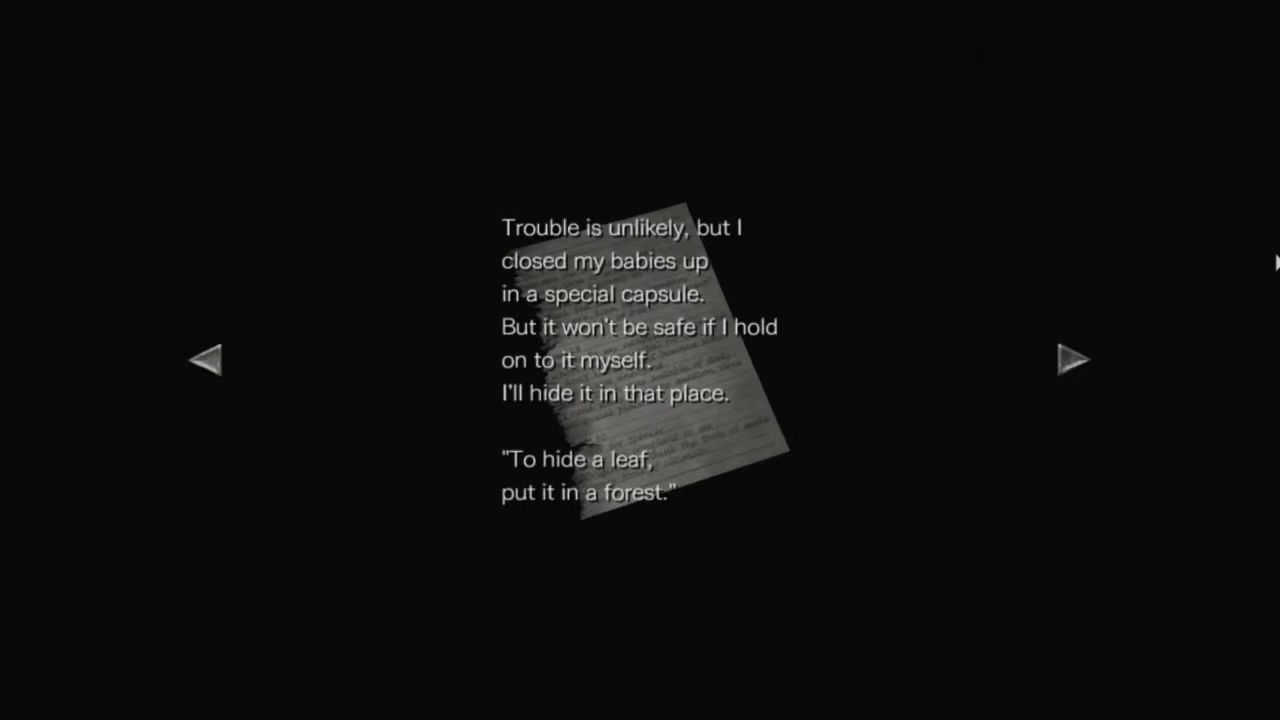 Trouble is unlikely, but I
closed my babies up
in a special capsule.
But it won't be safe if I hold
on to it myself.
I'll hide it in that place.
"To hide a leaf,
put it in a forest."